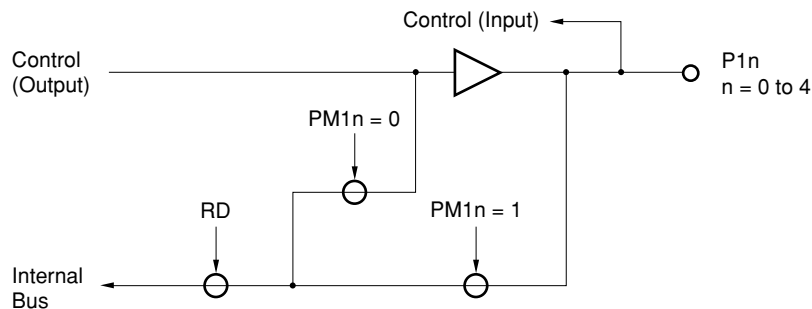 Control (Input)
Control
(Output)
P1n
n = 0 to 4
PM1n = 0
RD
PM1n = 1
Internal
Bus